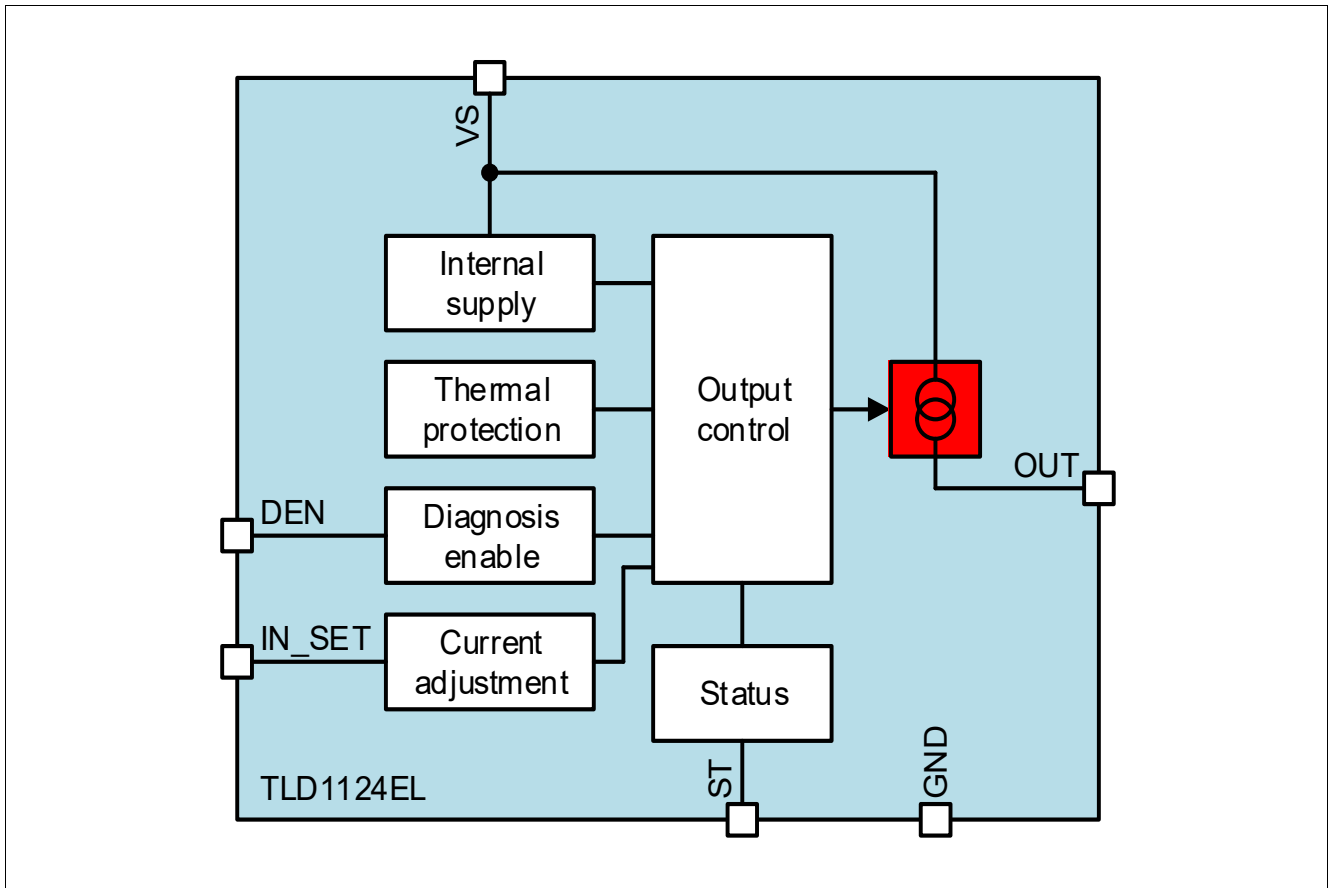 VS
Internal
supply
Thermal
protection
Output
control
OUT
DEN
Diagnosis
enable
IN_SET
Current
adjustment
Status
ST
GND
TLD1124EL